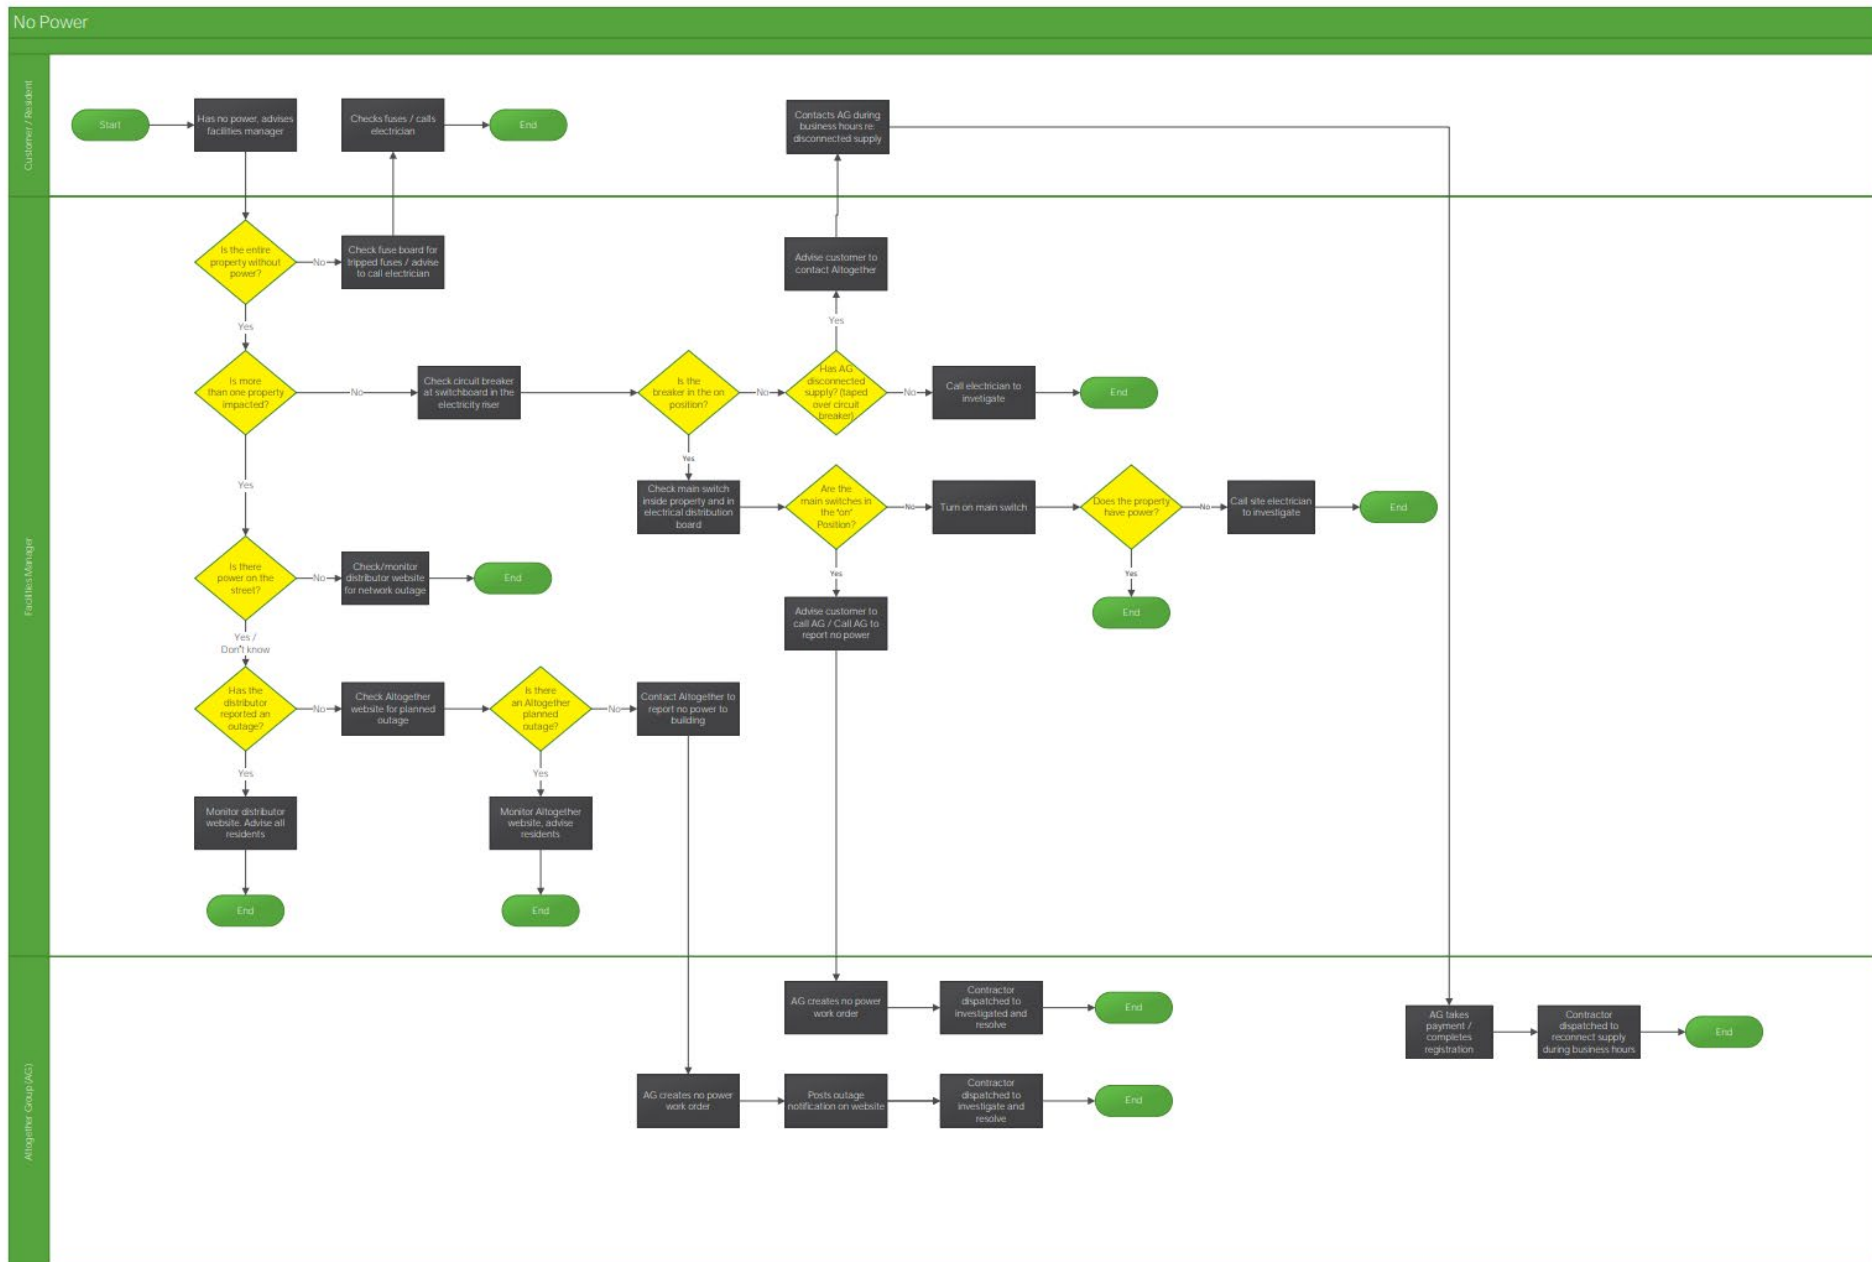 No Power
Customer / Resident
Start
Has no power, advises
facilities manager
Checks fuses / calls
electrician
End
Contacts AG during
business hours re:
disconnected supply
Facilities Manager
Is the entire
property without
power?
No
Check fuse board for
tripped fuses / advise
to call electrician
Advise customer to
contact Altogether
Yes
Yes
Is more
than one property
impacted?
No
Check circuit breaker
at switchboard in the
electricity riser
Is the
breaker in the on
position?
No
Has AG
disconnected
supply? (taped
over circuit
breaker)
No
Call electrician to
invetigate
End
Yes
Yes
Check main switch
inside property and in
electrical distribution
board
Are the
main switches in
the "on"
Position?
No
Turn on main switch
Does the property
have power?
No
Call site electrician
to investigate
End
Is there
power on the
street?
No
Check/monitor
distributor website
for network outage
End
Yes
Yes
Advise customer to
call AG / Call AG to
report no power
End
Yes /
Don't know
Has the
distributor
reported an
outage?
No
Check Altogether
website for planned
outage
Is there
an Altogether
planned
outage?
No
Contact Altogether to
report no power to
building
Yes
Yes
Monitor distributor
website. Advise all
residents
Monitor Altogether
website, advise
residents
End
End
Altogether Group (AG)
AG creates no power
work order
Contractor
dispatched to
investigated and
resolve
End
AG takes
payment /
completes
registration
Contractor
dispatched to
reconnect supply
during business hours
End
AG creates no power
work order
Posts outage
notification on website
Contractor
dispatched to
investigate and
resolve
End